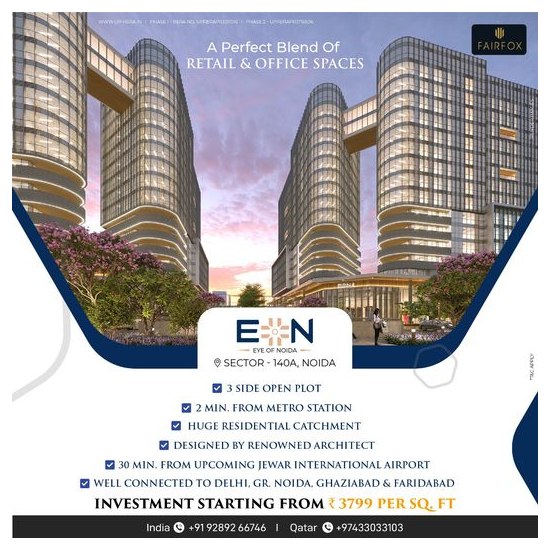 A Perfect Blend Of
RETAIL & OFFICE SPACES
FAIRFOX
EON
EYE OF NOIDA
SECTOR - 140A, NOIDA
3 SIDE OPEN PLOT
2 MIN. FROM METRO STATION
HUGE RESIDENTIAL CATCHMENT
DESIGNED BY RENOWNED ARCHITECT
30 MIN. FROM UPCOMING JEWAR INTERNATIONAL AIRPORT
WELL CONNECTED TO DELHI, GR. NOIDA, GHAZIABAD & FARIDABAD
INVESTMENT STARTING FROM ₹ 3799 PER SQ. FT
*T&C APPLY
India +91 92892 66746 I Qatar +97433033103